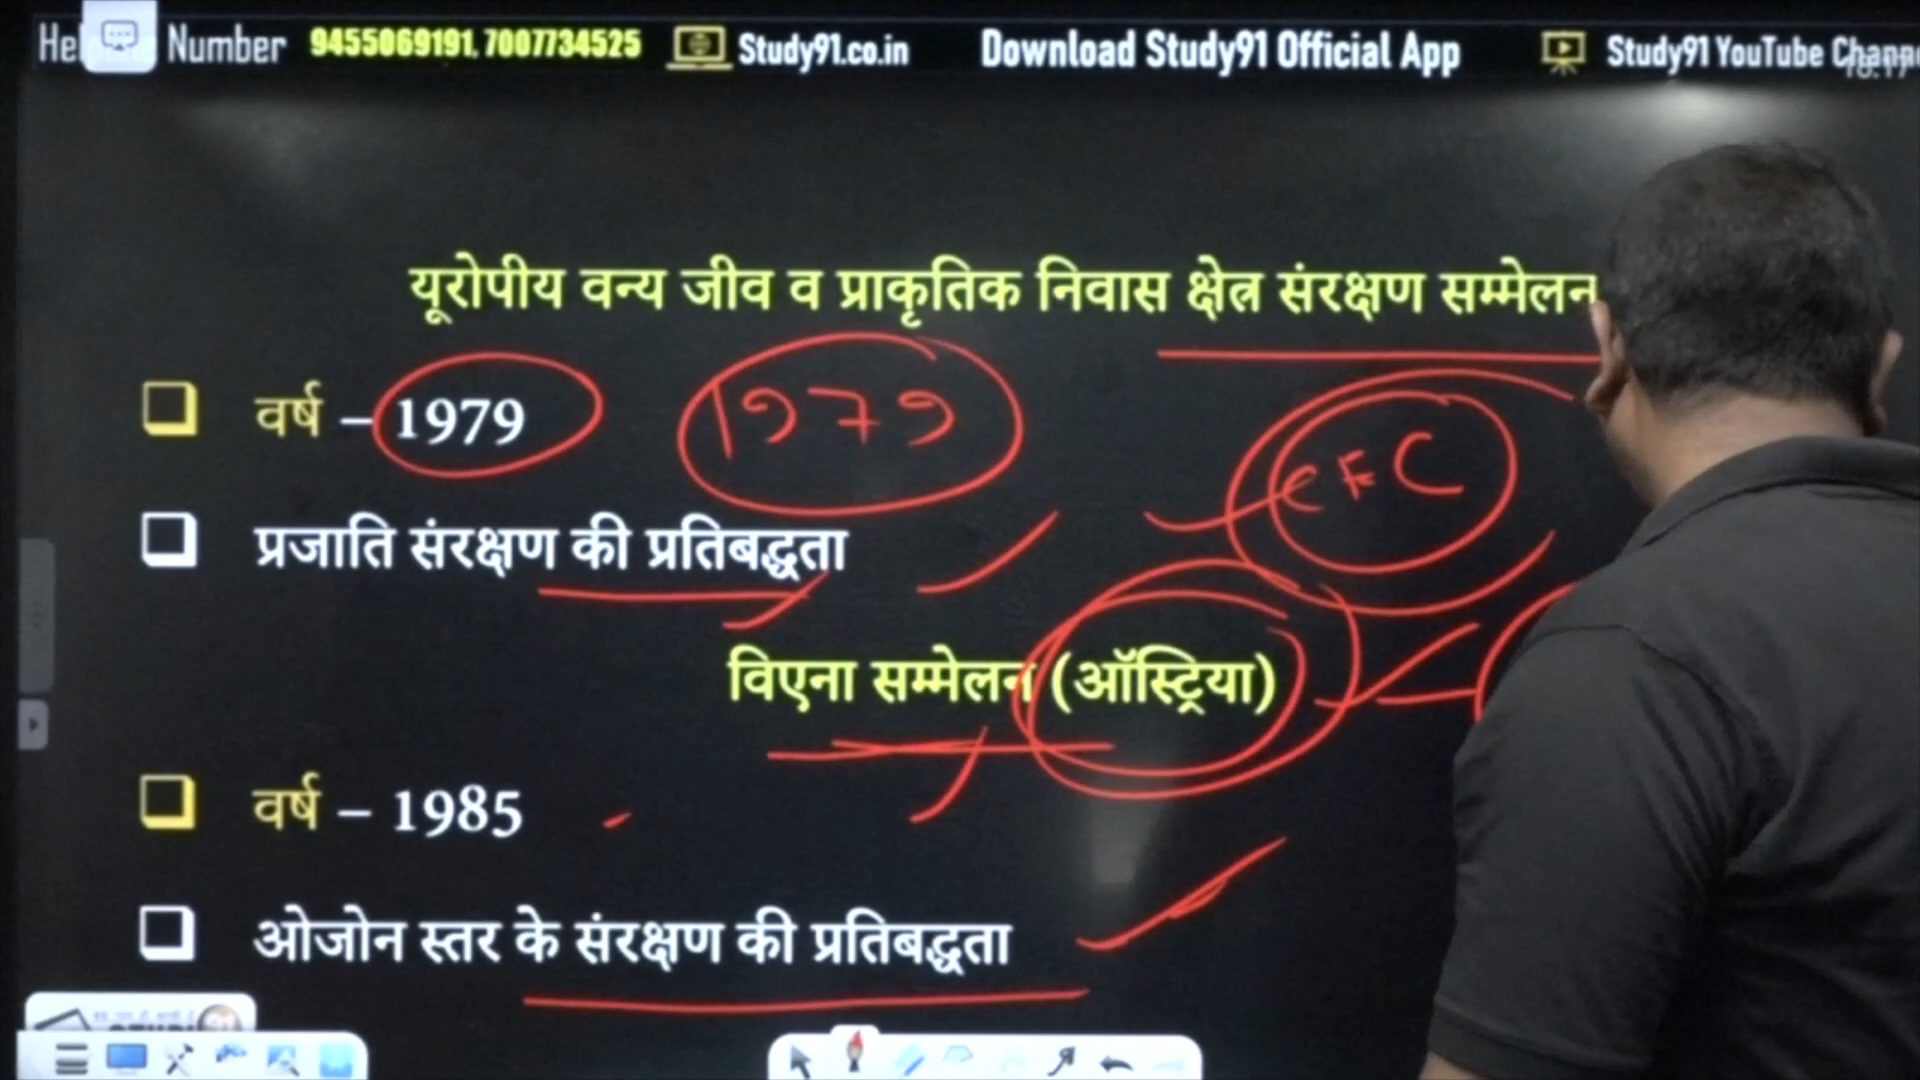 Number 9455069191, 7007734525 Study91.co.in Download Study91 Official App Study91 YouTube
यूरोपीय वन्य जीव व प्राकृतिक निवास क्षेत्र संरक्षण सम्मेलन
वर्ष – 1979 1979
CFC
प्रजाति संरक्षण की प्रतिबद्धता
विएना सम्मेलन (ऑस्ट्रिया)
वर्ष – 1985
ओजोन स्तर के संरक्षण की प्रतिबद्धता